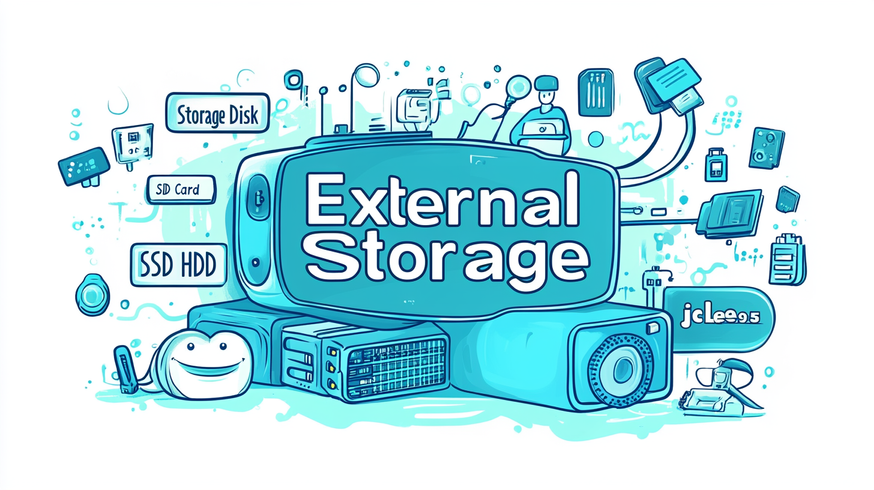 Storage Disk
SD Card
SSD HDD
External
Storage
jcLee95